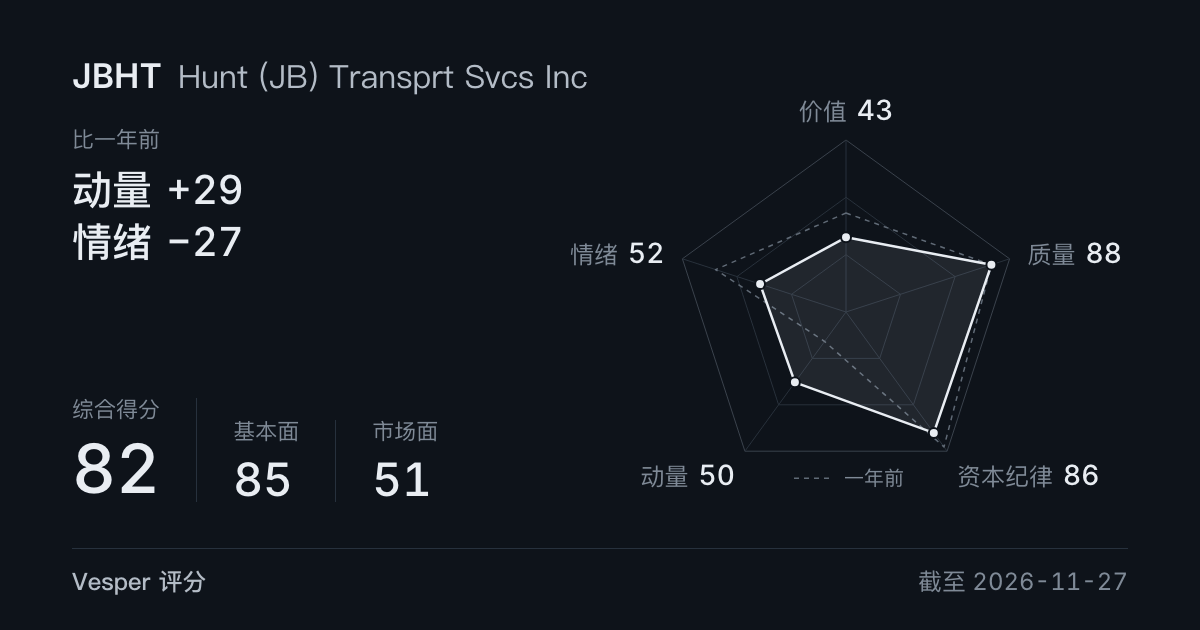 JBHT Hunt (JB) Transprt Svcs Inc
比一年前
动量 +29
情绪 −27
价值 43
情绪 52
质量 88
动量 50
一年前
资本纪律 86
综合得分
82
基本面
85
市场面
51
Vesper 评分
截至 2026-11-27